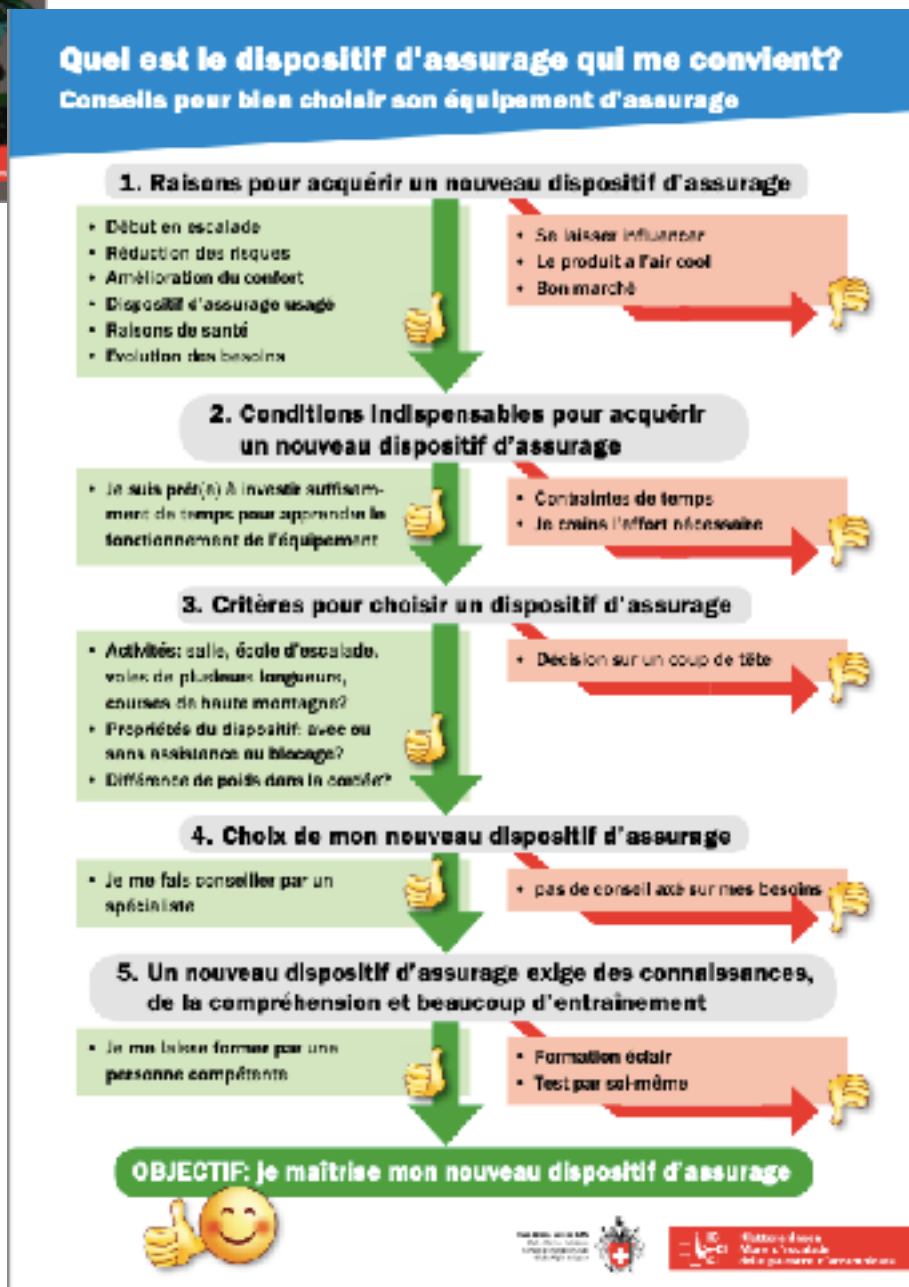 Quel est le dispositif d'assurage qui me convient?
Conseils pour bien choisir son équipement d'assurage
1. Raisons pour acquérir un nouveau dispositif d'assurage
• Début en escalade
• Réduction des risques
• Amélioration du confort
• Dispositif d'assurage usagé
• Raisons de santé
• Evolution des besoins
• Se laisser influencer
• Le produit a l'air cool
• Bon marché
2. Conditions indispensables pour acquérir
un nouveau dispositif d'assurage
• Je suis prêt(e) à investir suffisam-
ment de temps pour apprendre le
fonctionnement de l'équipement
• Contraintes de temps
• Je crains l'effort nécessaire
3. Critères pour choisir un dispositif d'assurage
• Activités: salle, école d'escalade,
voies de plusieurs longueurs,
courses de haute montagne?
• Propriétés du dispositif: avec ou
sans assistance au blocage?
• Différence de poids dans la cordée?
• Décision sur un coup de tête
4. Choix de mon nouveau dispositif d'assurage
• Je me fais conseiller par un
spécialiste
• pas de conseil axé sur mes besoins
5. Un nouveau dispositif d'assurage exige des connaissances,
de la compréhension et beaucoup d'entraînement
• Je me laisse former par une
personne compétente
• Formation éclair
• Test par soi-même
OBJECTIF: je maîtrise mon nouveau dispositif d'assurage